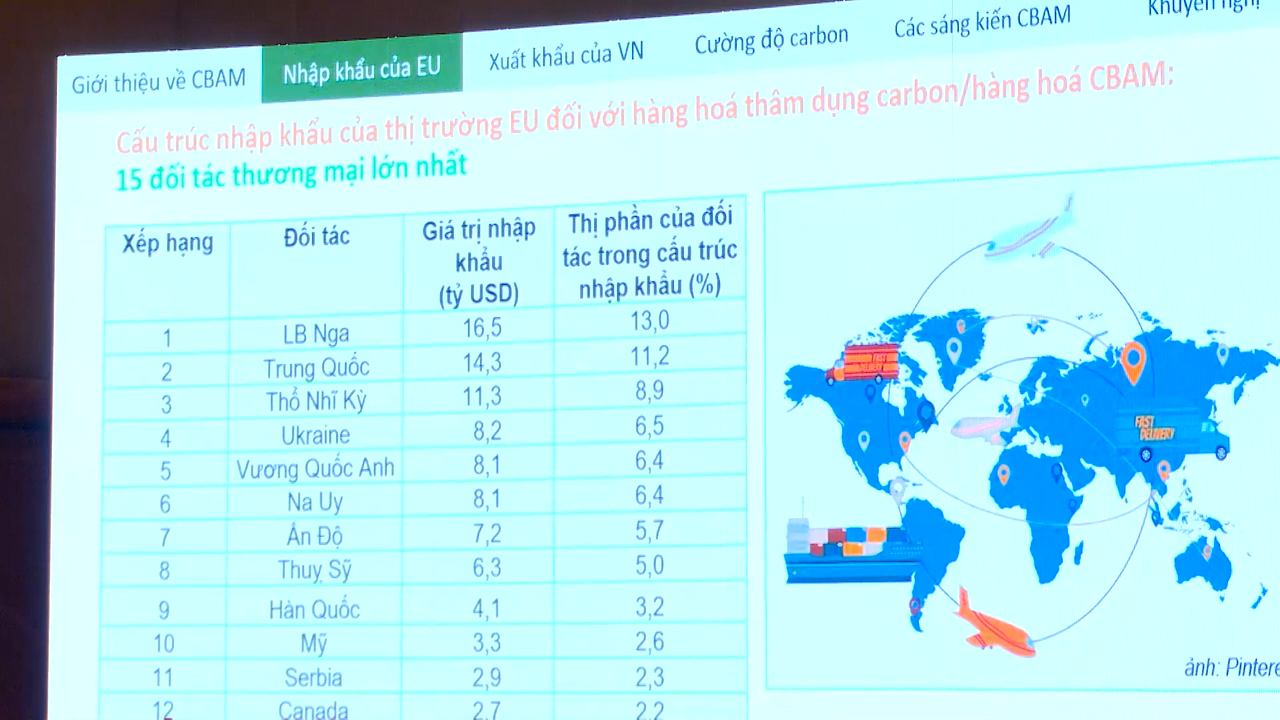 Giới thiệu về CBAM
Nhập khẩu của EU
Xuất khẩu của VN
Cường độ carbon
Các sáng kiến CBAM
Khuyến nghị
Cấu trúc nhập khẩu của thị trường EU đối với hàng hoá thâm dụng carbon/hàng hoá CBAM:
15 đối tác thương mại lớn nhất
Xếp hạng Đối tác Giá trị nhập khẩu (tỷ USD) Thị phần của đối tác trong cấu trúc nhập khẩu (%)
1 LB Nga 16,5 13,0
2 Trung Quốc 14,3 11,2
3 Thổ Nhĩ Kỳ 11,3 8,9
4 Ukraine 8,2 6,5
5 Vương Quốc Anh 8,1 6,4
6 Na Uy 8,1 6,4
7 Ấn Độ 7,2 5,7
8 Thuỵ Sỹ 6,3 5,0
9 Hàn Quốc 4,1 3,2
10 Mỹ 3,3 2,6
11 Serbia 2,9 2,3
12 Canada 2,7 2,2
FAST
DELIVERY
FAST
DELIVERY
ảnh: Pintere